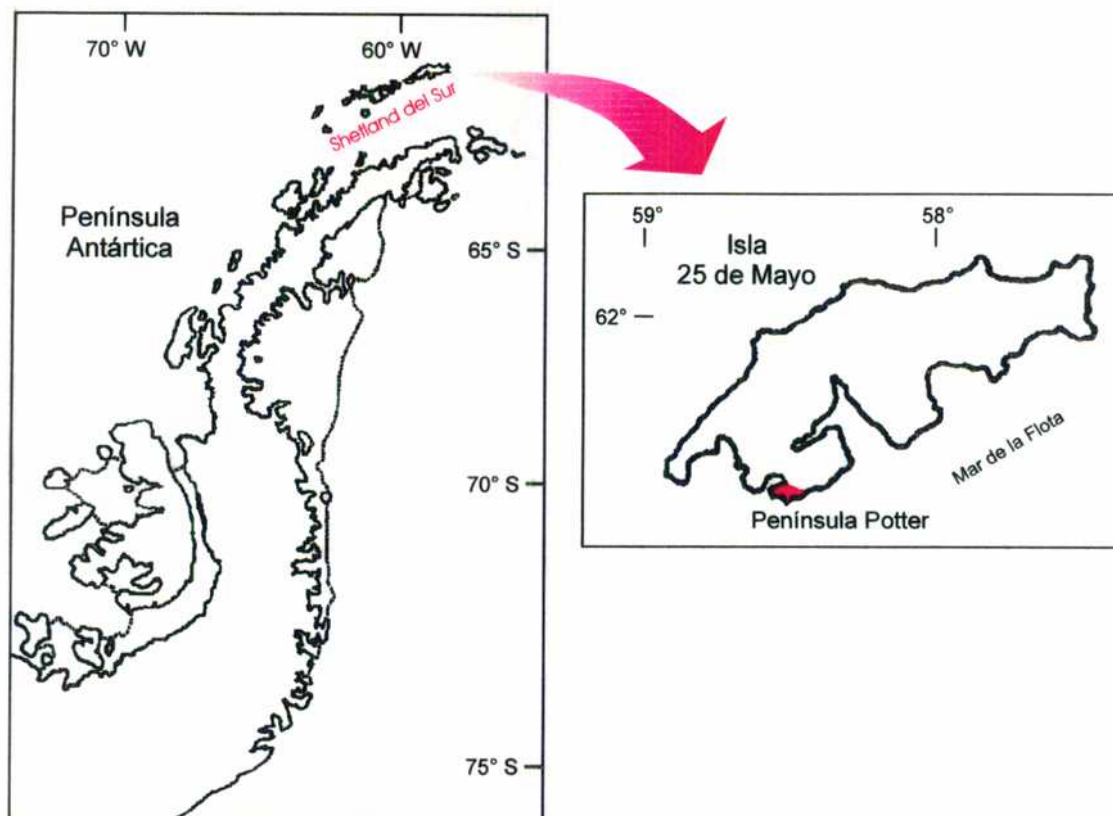 70° W
60° W
Shetland del Sur
Península
Antártica
65° S
70° S
75° S
59°
58°
Isla
25 de Mayo
62°
Mar de la Flota
Península Potter